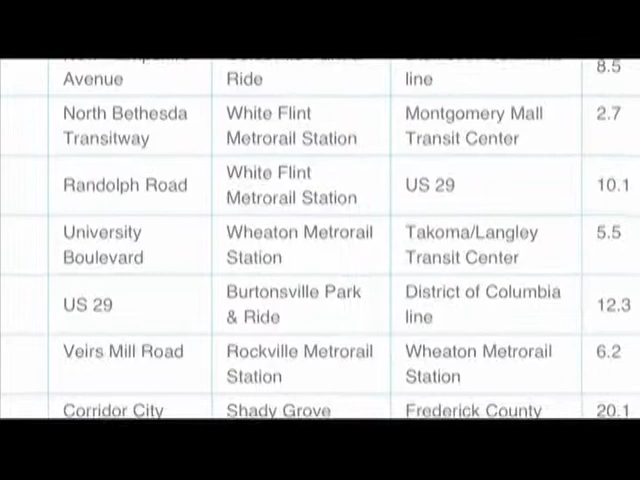 Avenue
Ride
line
8.5
North Bethesda
Transitway
White Flint
Metrorail Station
Montgomery Mall
Transit Center
2.7
Randolph Road
White Flint
Metrorail Station
US 29
10.1
University
Boulevard
Wheaton Metrorail
Station
Takoma/Langley
Transit Center
5.5
US 29
Burtonsville Park
& Ride
District of Columbia
line
12.3
Veirs Mill Road
Rockville Metrorail
Station
Wheaton Metrorail
Station
6.2
Corridor City
Shady Grove
Frederick County
20.1